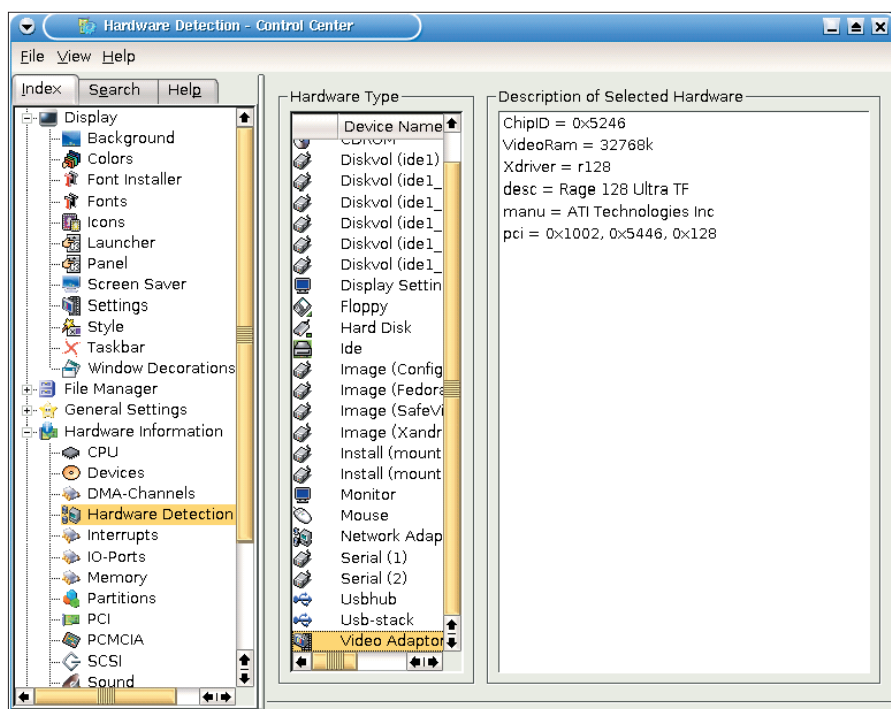 Hardware Detection - Control Center
File View Help
Index Search Help
Display
Background
Colors
Font Installer
Fonts
Icons
Launcher
Panel
Screen Saver
Settings
Style
Taskbar
Window Decorations
File Manager
General Settings
Hardware Information
CPU
Devices
DMA-Channels
Hardware Detection
Interrupts
IO-Ports
Memory
Partitions
PCI
PCMCIA
SCSI
Sound
Hardware Type
Device Name
CDROM
Diskvol (ide1)
Diskvol (ide1_
Diskvol (ide1_
Diskvol (ide1_
Diskvol (ide1_
Diskvol (ide1_
Display Settin
Floppy
Hard Disk
Ide
Image (Config
Image (Fedora
Image (SafeVi
Image (Xandr
Install (mount
Install (mount
Monitor
Mouse
Network Adap
Serial (1)
Serial (2)
Usbhub
Usb-stack
Video Adaptor
Description of Selected Hardware
ChipID = 0x5246
VideoRam = 32768k
Xdriver = r128
desc = Rage 128 Ultra TF
manu = ATI Technologies Inc
pci = 0x1002, 0x5446, 0x128